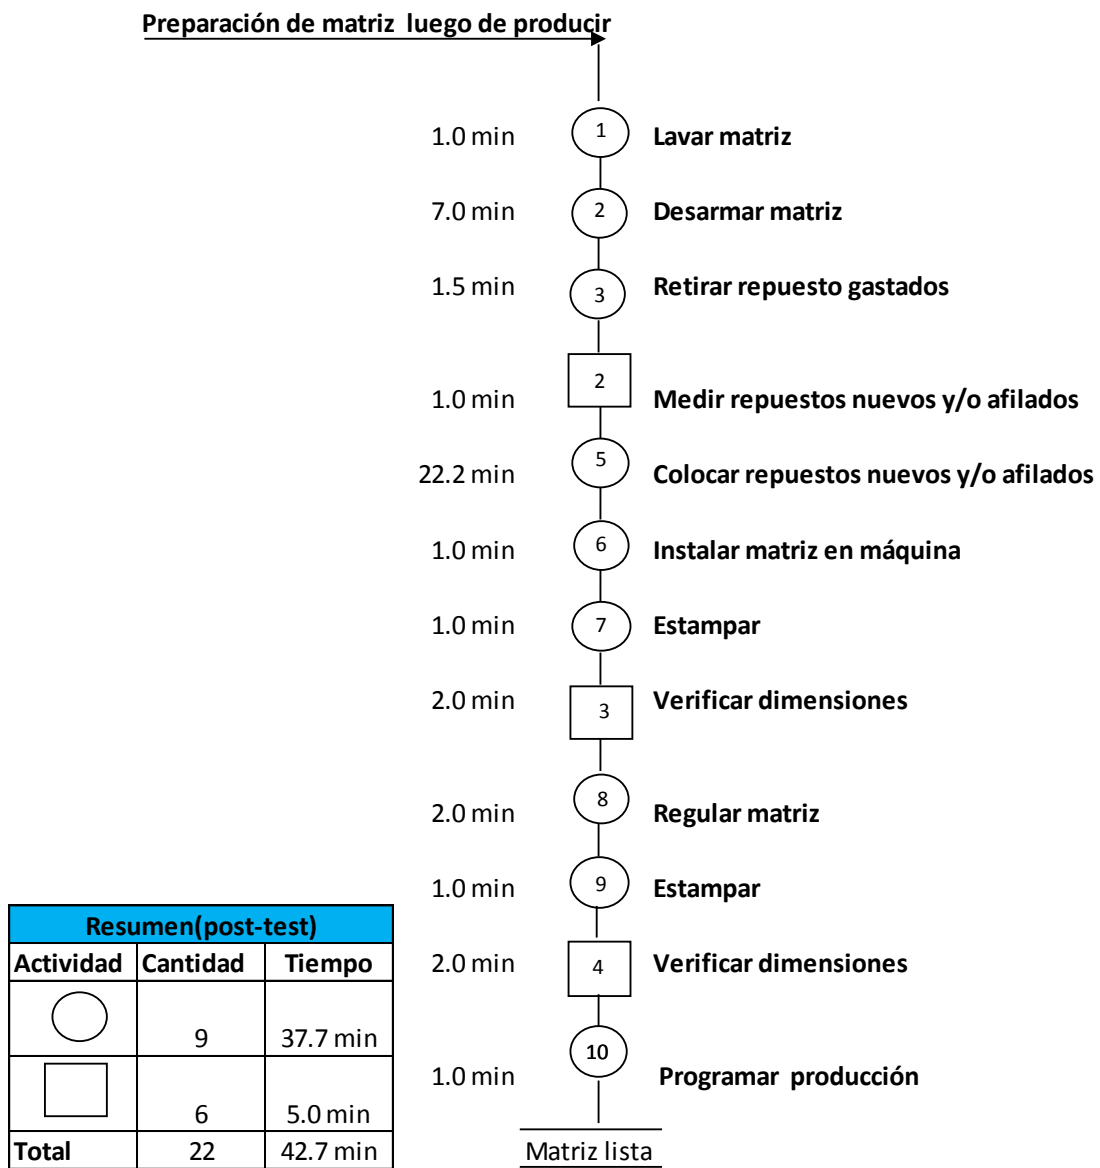 Preparación de matriz luego de producir
1.0 min 1 Lavar matriz
7.0 min 2 Desarmar matriz
1.5 min 3 Retirar repuesto gastados
2
1.0 min Medir repuestos nuevos y/o afilados
22.2 min 5 Colocar repuestos nuevos y/o afilados
1.0 min 6 Instalar matriz en máquina
1.0 min 7 Estampar
2.0 min 3 Verificar dimensiones
2.0 min 8 Regular matriz
1.0 min 9 Estampar
2.0 min 4 Verificar dimensiones
10
1.0 min Programar producción
Matriz lista
Resumen(post-test)
Actividad Cantidad Tiempo
9 37.7 min
6 5.0 min
Total 22 42.7 min